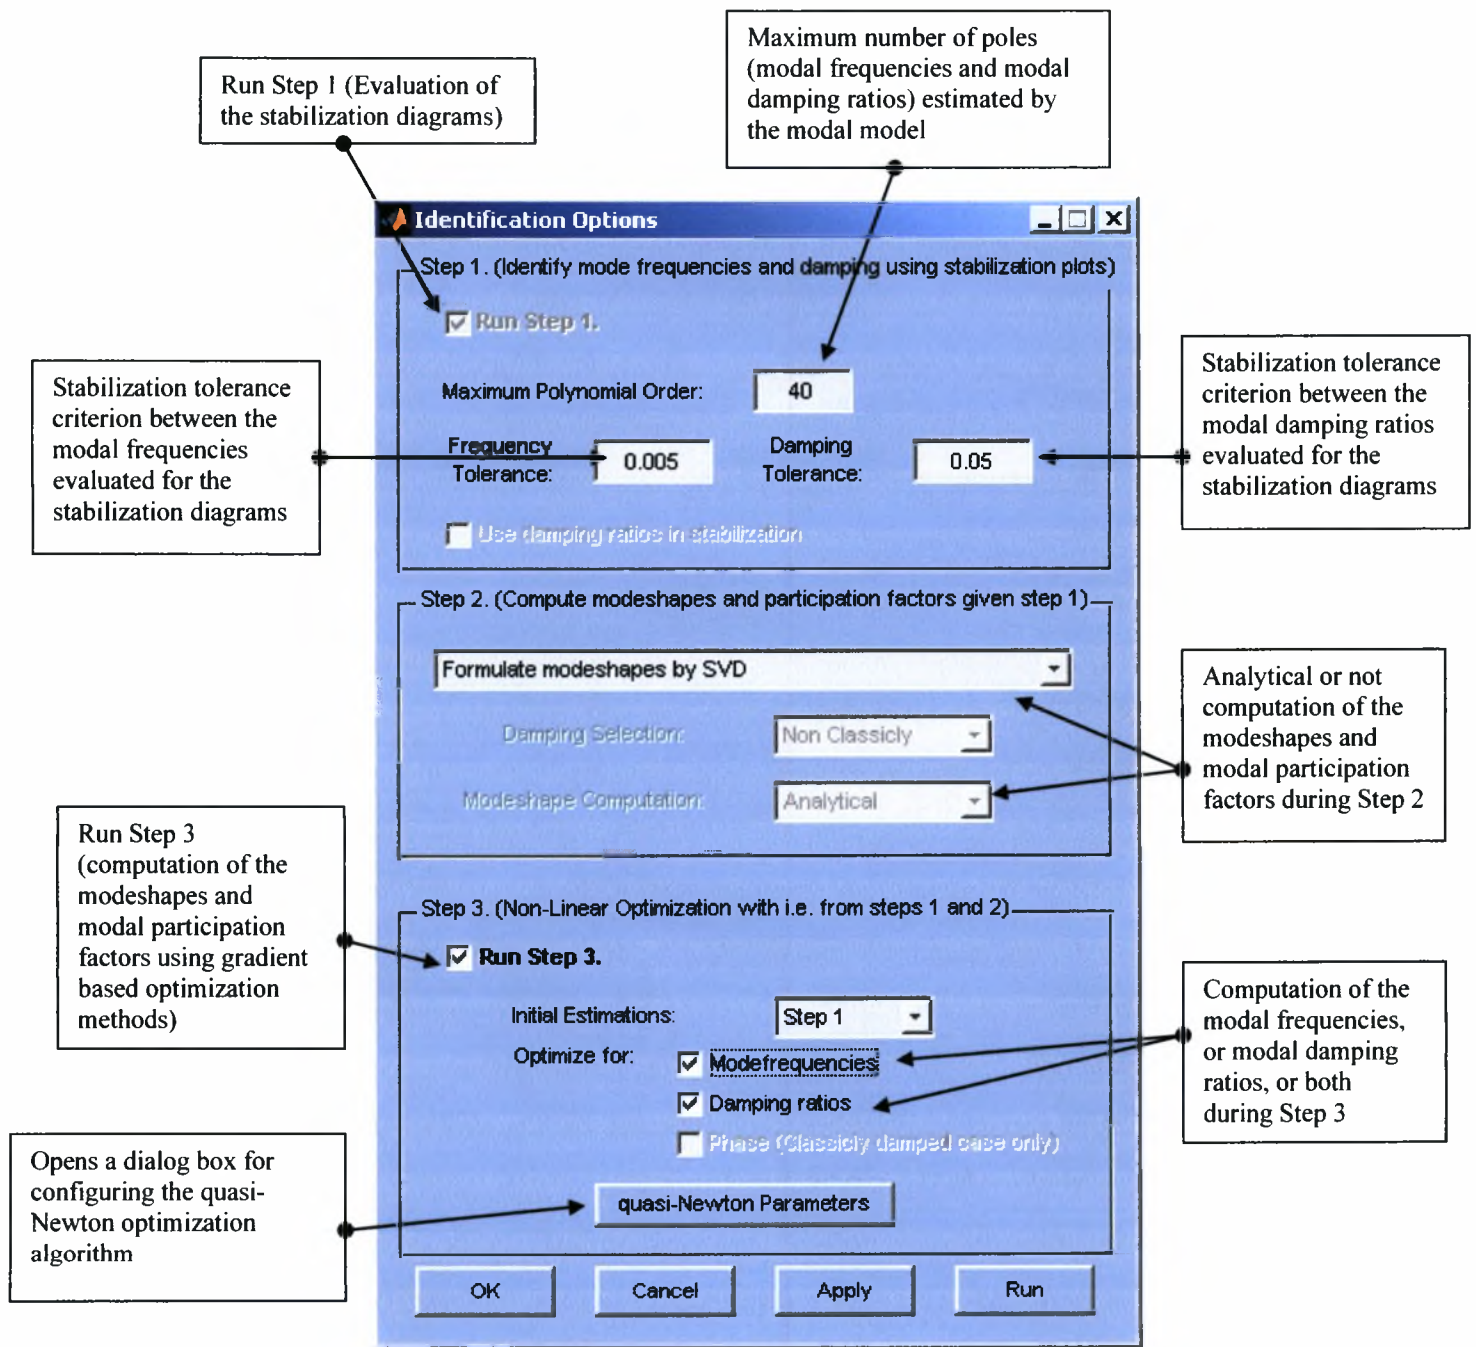 Maximum number of poles
(modal frequencies and modal
damping ratios) estimated by
the modal model
Run Step 1 (Evaluation of
the stabilization diagrams)
Identification Options
Step 1. (Identify mode frequencies and damping using stabilization plots)
Run Step 1.
Maximum Polynomial Order:
40
Frequency
Tolerance:
0.005
Damping
Tolerance:
0.05
Use damping ratios in stabilization
Stabilization tolerance
criterion between the
modal frequencies
evaluated for the
stabilization diagrams
Stabilization tolerance
criterion between the
modal damping ratios
evaluated for the
stabilization diagrams
Step 2. (Compute modeshapes and participation factors given step 1)
Formulate modeshapes by SVD
Damping Selection:
Non Classicly
Modeshape Computation:
Analytical
Analytical or not
computation of the
modeshapes and
modal participation
factors during Step 2
Run Step 3
(computation of the
modeshapes and
modal participation
factors using gradient
based optimization
methods)
Step 3. (Non-Linear Optimization with i.e. from steps 1 and 2)
Run Step 3.
Initial Estimations:
Step 1
Optimize for:
Modefrequencies
Damping ratios
Phase (Classicly damped case only)
quasi-Newton Parameters
Computation of the
modal frequencies,
or modal damping
ratios, or both
during Step 3
Opens a dialog box for
configuring the quasi-
Newton optimization
algorithm
OK
Cancel
Apply
Run